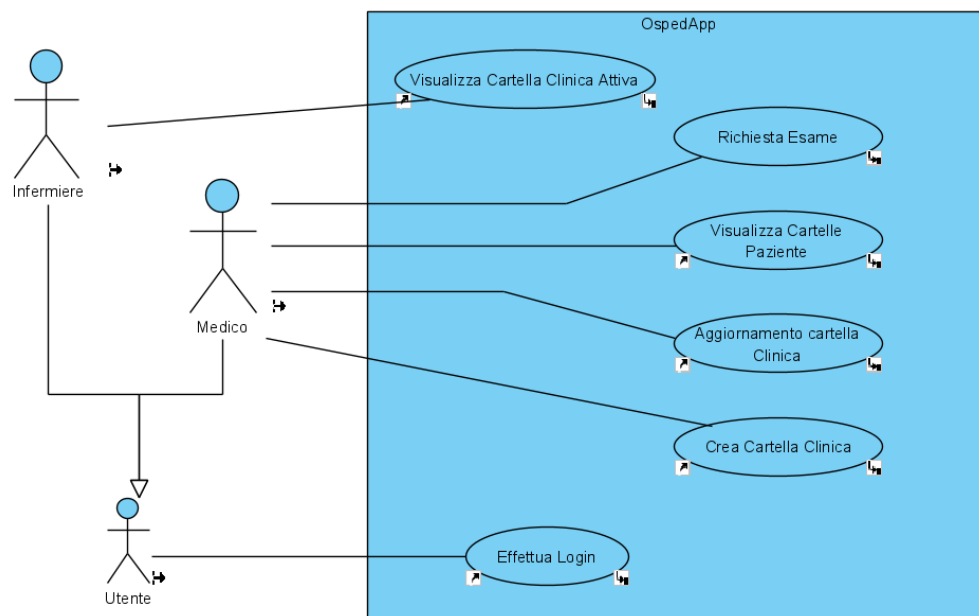 OspedApp
Visualizza Cartella Clinica Attiva
Richiesta Esame
Infermiere
Visualizza Cartelle
Paziente
Medico
Aggiornamento cartella
Clinica
Crea Cartella Clinica
Effettua Login
Utente